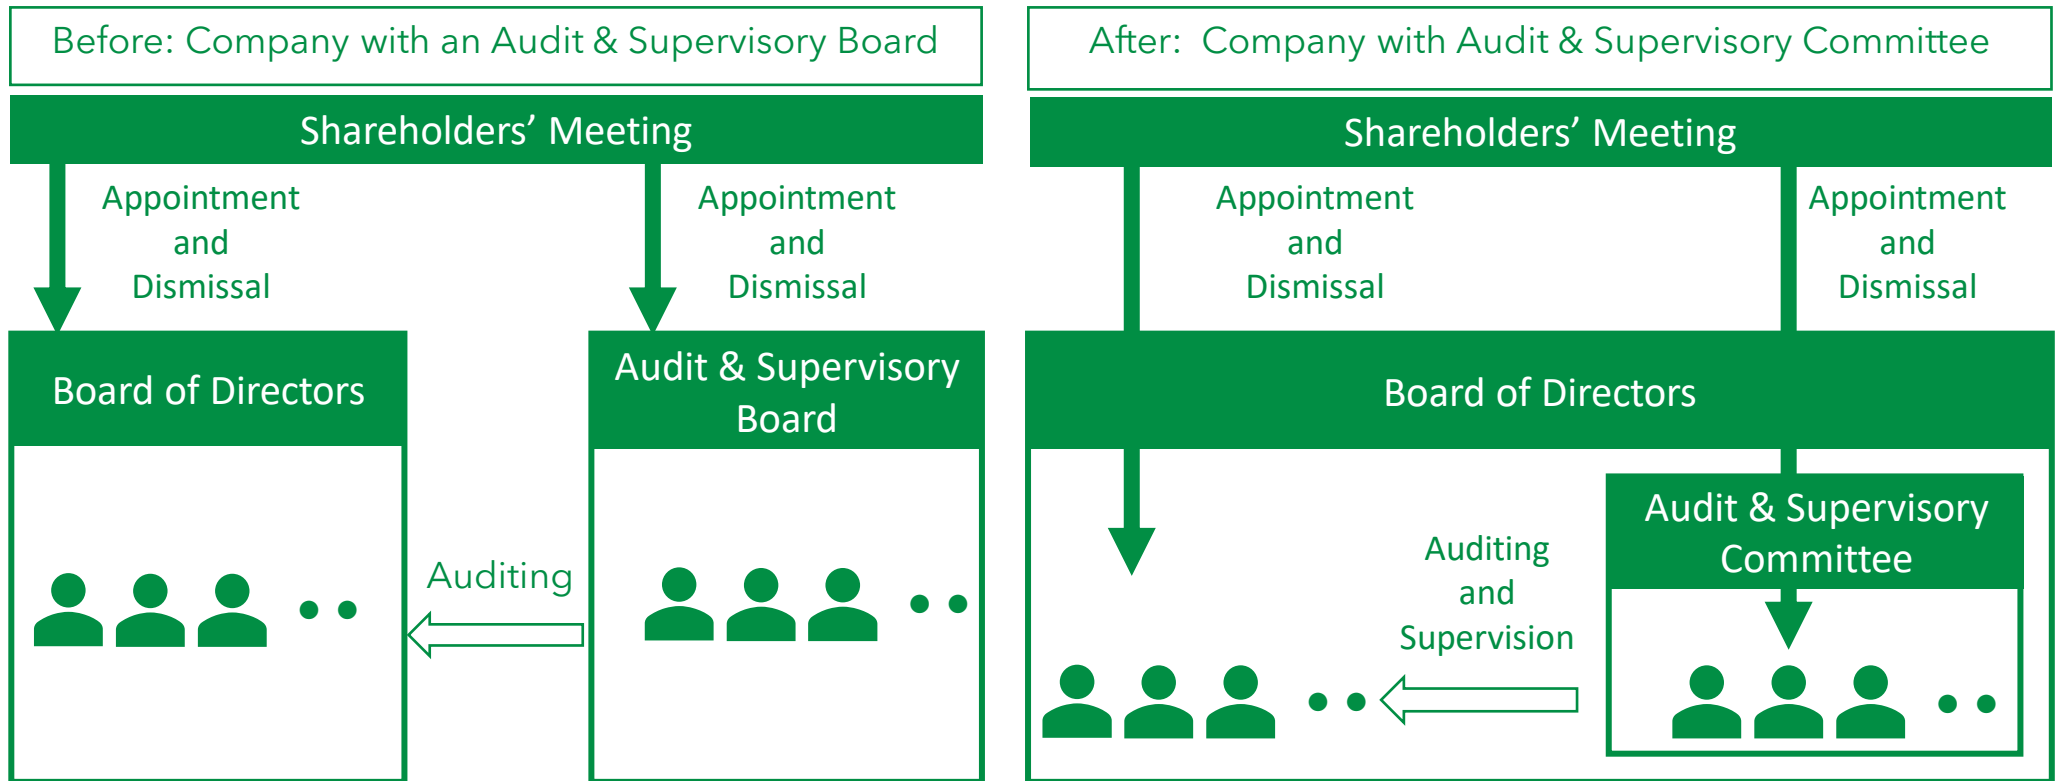 Before: Company with an Audit & Supervisory Board
Shareholders’ Meeting
Appointment
and
Dismissal
Appointment
and
Dismissal
Board of Directors
Audit & Supervisory
Board
Auditing
After:  Company with Audit & Supervisory Committee
Shareholders’ Meeting
Appointment
and
Dismissal
Appointment
and
Dismissal
Board of Directors
Audit & Supervisory
Committee
Auditing
and
Supervision